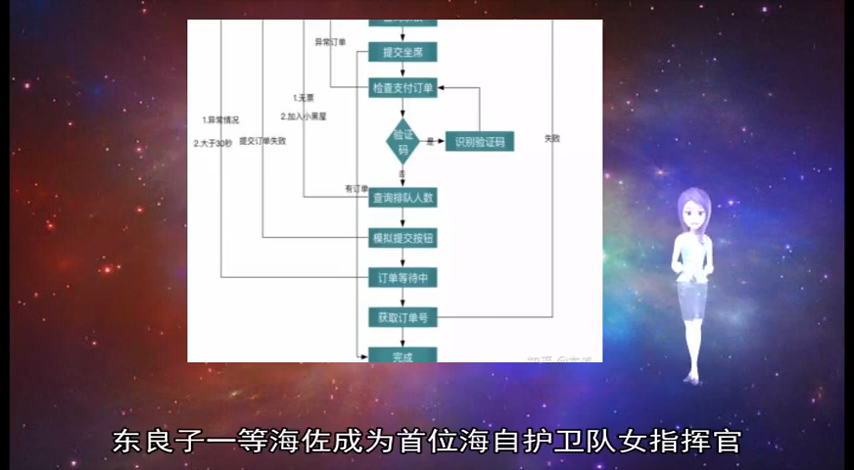 异常订单
提交坐席
检查支付订单
1.无票
2.加入小黑屋
1.异常情况
2.大于30秒
提交订单失败
验证
码
是
识别验证码
失败
否
有订单
查询排队人数
模拟提交按钮
订单等待中
获取订单号
完成
东良子一等海佐成为首位海自护卫队女指挥官